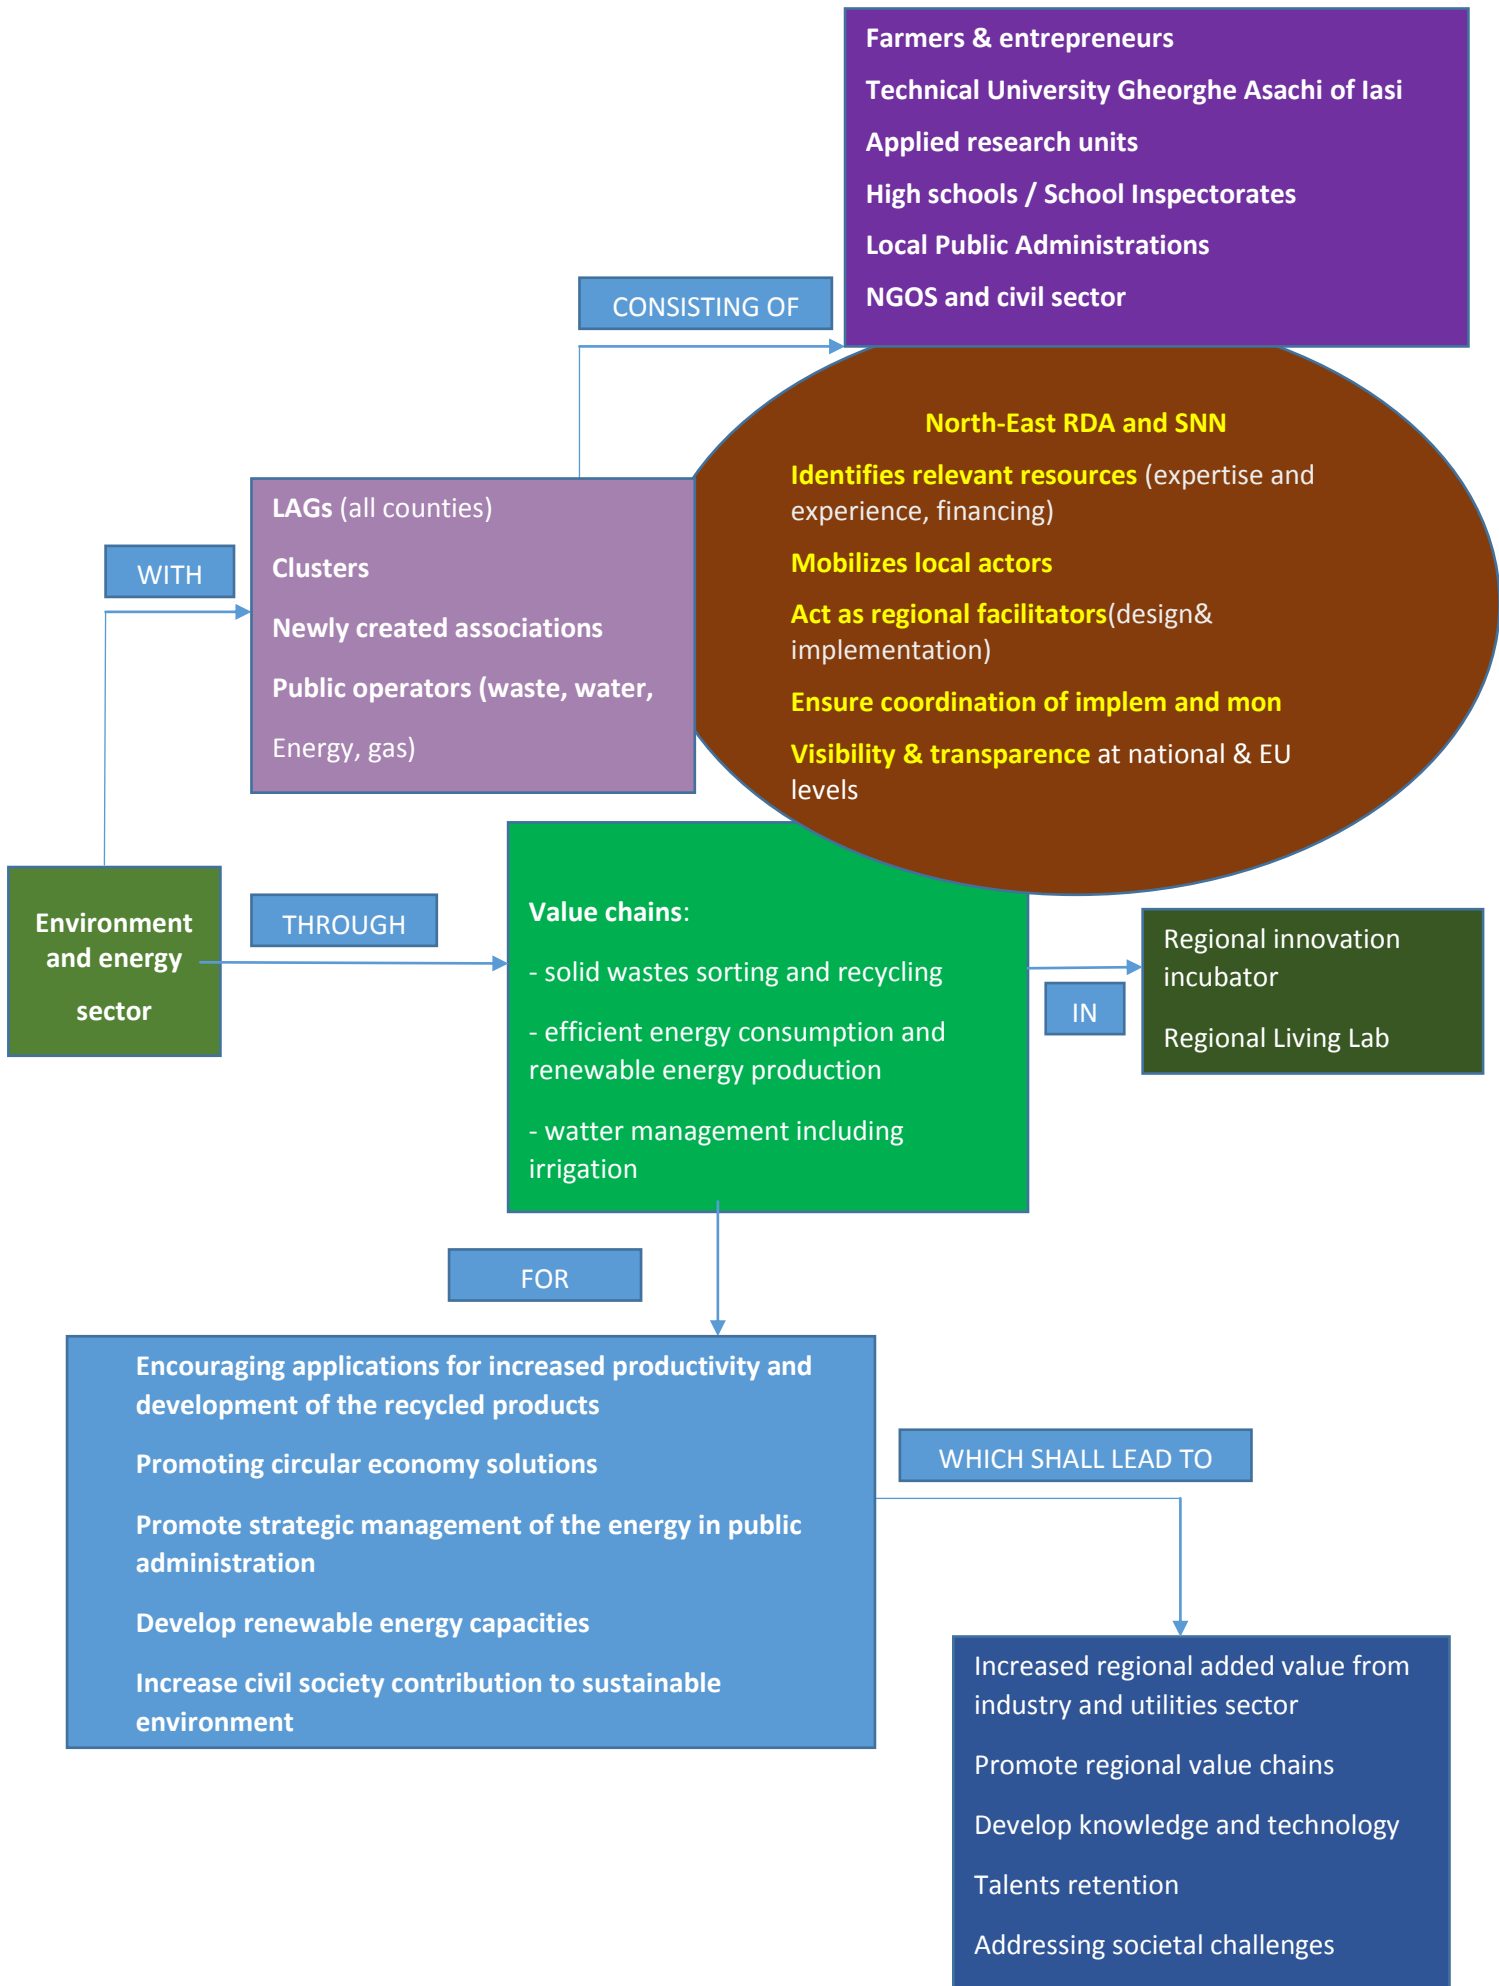 Farmers & entrepreneurs
Technical University Gheorghe Asachi of Iasi
Applied research units
High schools / School Inspectorates
Local Public Administrations
NGOS and civil sector
CONSISTING OF
North-East RDA and SNN
Identifies relevant resources (expertise and
experience, financing)
Mobilizes local actors
Act as regional facilitators(design&
implementation)
Ensure coordination of implem and mon
Visibility & transparence at national & EU
levels
LAGs (all counties)
Clusters
Newly created associations
Public operators (waste, water,
Energy, gas)
WITH
Environment
and energy
sector
THROUGH
Value chains:
- solid wastes sorting and recycling
- efficient energy consumption and
renewable energy production
- watter management including
irrigation
IN
Regional innovation
incubator
Regional Living Lab
FOR
Encouraging applications for increased productivity and
development of the recycled products
Promoting circular economy solutions
Promote strategic management of the energy in public
administration
Develop renewable energy capacities
Increase civil society contribution to sustainable
environment
WHICH SHALL LEAD TO
Increased regional added value from
industry and utilities sector
Promote regional value chains
Develop knowledge and technology
Talents retention
Addressing societal challenges